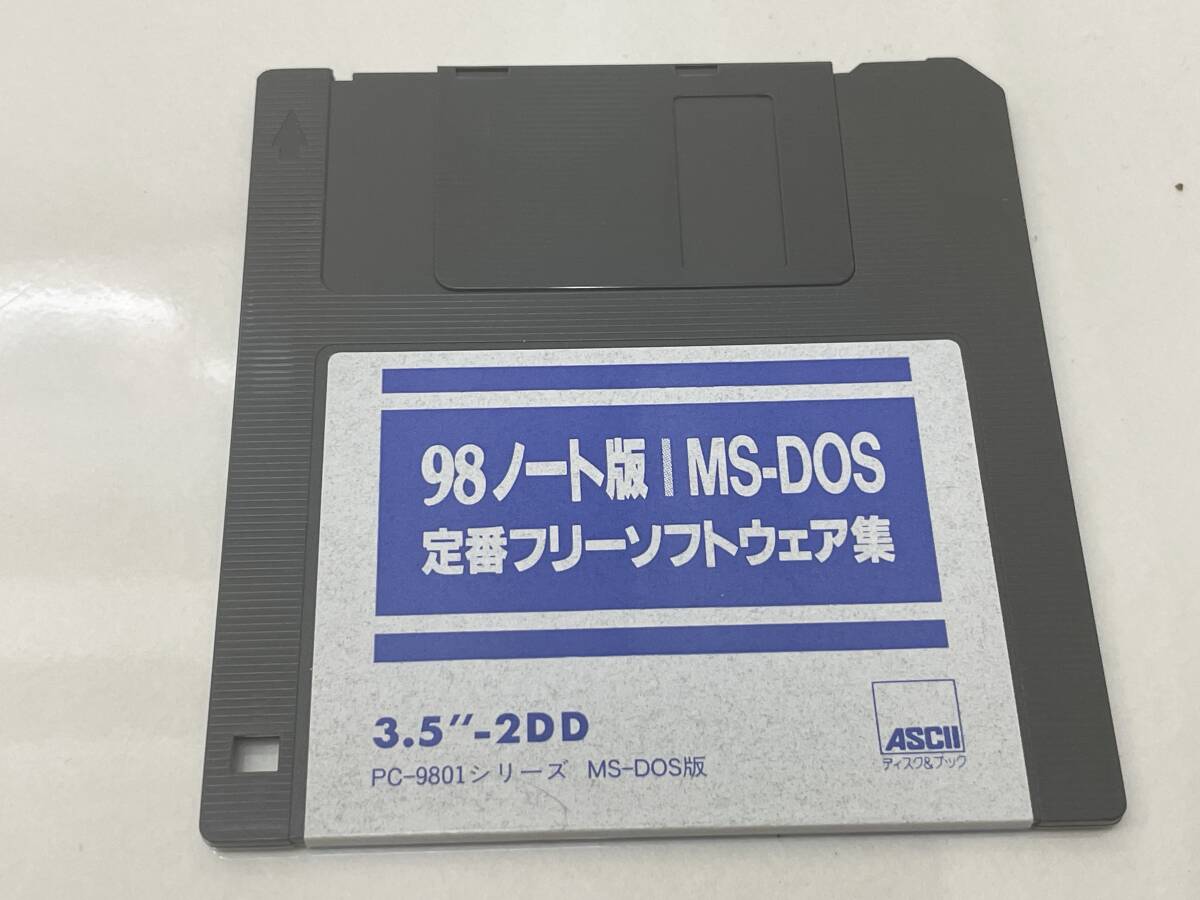 98ノート版｜MS-DOS
定番フリーソフトウェア集
3.5″-2DD
PC-9801シリーズ MS-DOS版
ASCII
ディスク&ブック